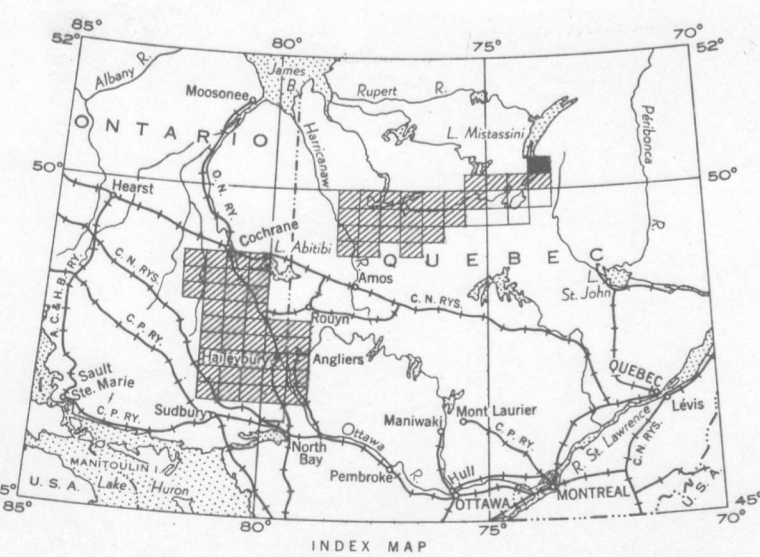 85°
80°
75°
70°
52°
52°
Albany R.
James
B.
Moosonee
Rupert R.
Péribonca
R.
ONTARIO
L. Mistassini
Harricanaw
R.
50°
50°
Hearst
O.N. RY.
Cochrane
L. Abitibi
QUEBEC
C. N. RYS.
Amos
L.
St. John
C. N. RYS.
A.C. & H.B. RY.
C. P. RY.
Rouyn
Haileybury
Angliers
QUEBEC
Sault
Ste. Marie
C. P. RY.
Sudbury
Maniwaki
Mont Laurier
Lévis
C. P. RY.
R. St. Lawrence
C. N. RYS.
Ottawa
R.
North
Bay
MANITOULIN I.
Pembroke
Hull
U. S. A.
Lake Huron
OTTAWA
MONTREAL
U. S. A.
85°
80°
75°
45°
70°
INDEX MAP